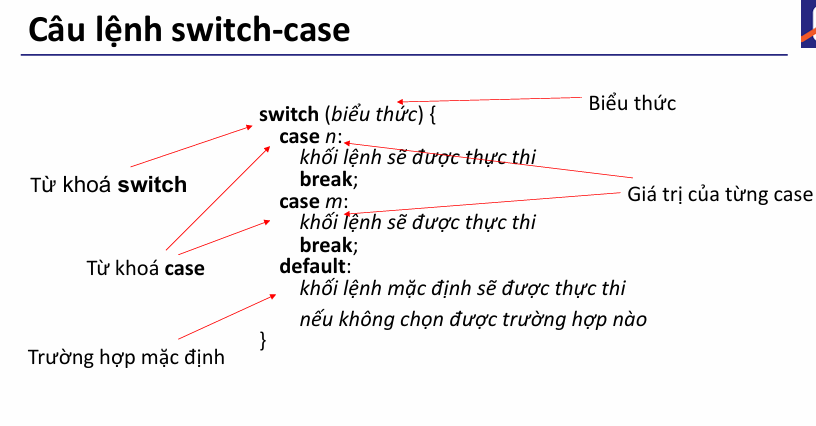 Câu lệnh switch-case
Biểu thức
switch (biểu thức) {
case n:
khối lệnh sẽ được thực thi
break;
Từ khoá switch
case m:
Giá trị của từng case
khối lệnh sẽ được thực thi
break;
Từ khoá case
default:
khối lệnh mặc định sẽ được thực thi
nếu không chọn được trường hợp nào
}
Trường hợp mặc định